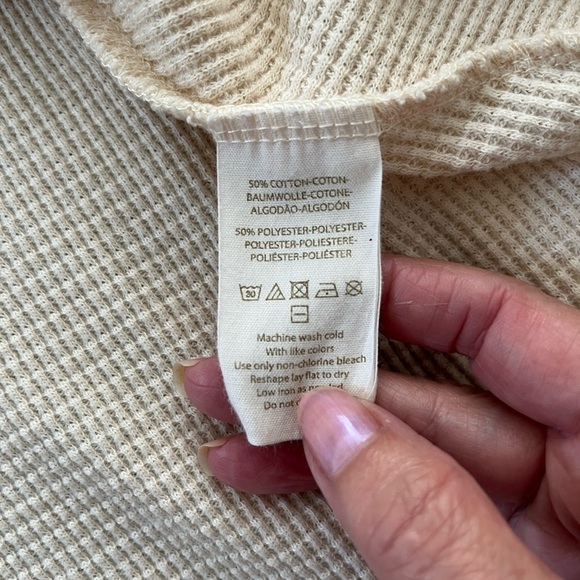 50% COTTON-COTON-
BAUMWOLLE-COTONE-
ALGODÃO-ALGODÓN
50% POLYESTER-POLYESTER-
POLYESTER-POLIESTERE-
POLIÉSTER-POLIÉSTER
30
Machine wash cold
With like colors
Use only non-chlorine bleach
Reshape lay flat to dry
Low iron as needed
Do not